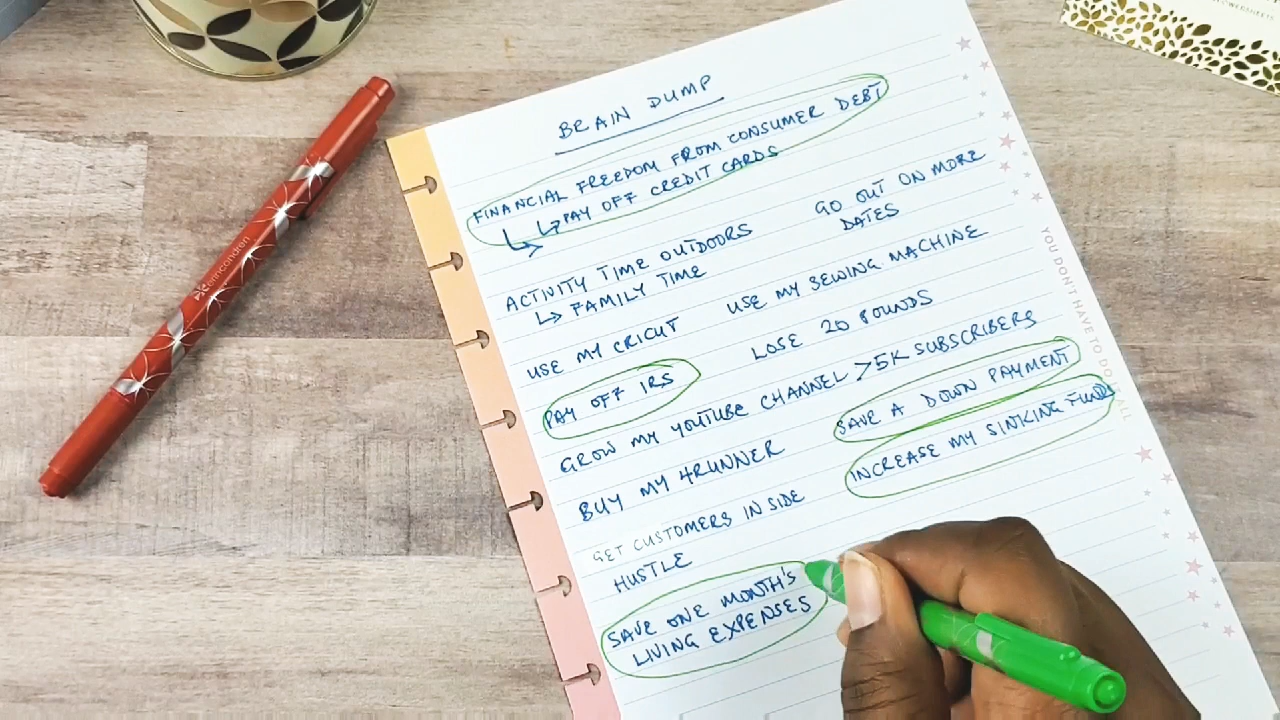 POWERSHEETS
BRAIN DUMP
FINANCIAL FREEDOM FROM CONSUMER DEBT
↳ PAY OFF CREDIT CARDS
GO OUT ON MORE
DATES
ACTIVITY TIME OUTDOORS
↳ FAMILY TIME
USE MY SEWING MACHINE
USE MY CRICUT
LOSE 20 POUNDS
PAY OFF IRS
GROW MY YOUTUBE CHANNEL >5K SUBSCRIBERS
SAVE A DOWN PAYMENT
BUY MY 4RUNNER
INCREASE MY SINKING FUNDS
GET CUSTOMERS IN SIDE
HUSTLE
SAVE ONE MONTH'S
LIVING EXPENSES
YOU DON'T HAVE TO DO IT ALL
erincondren